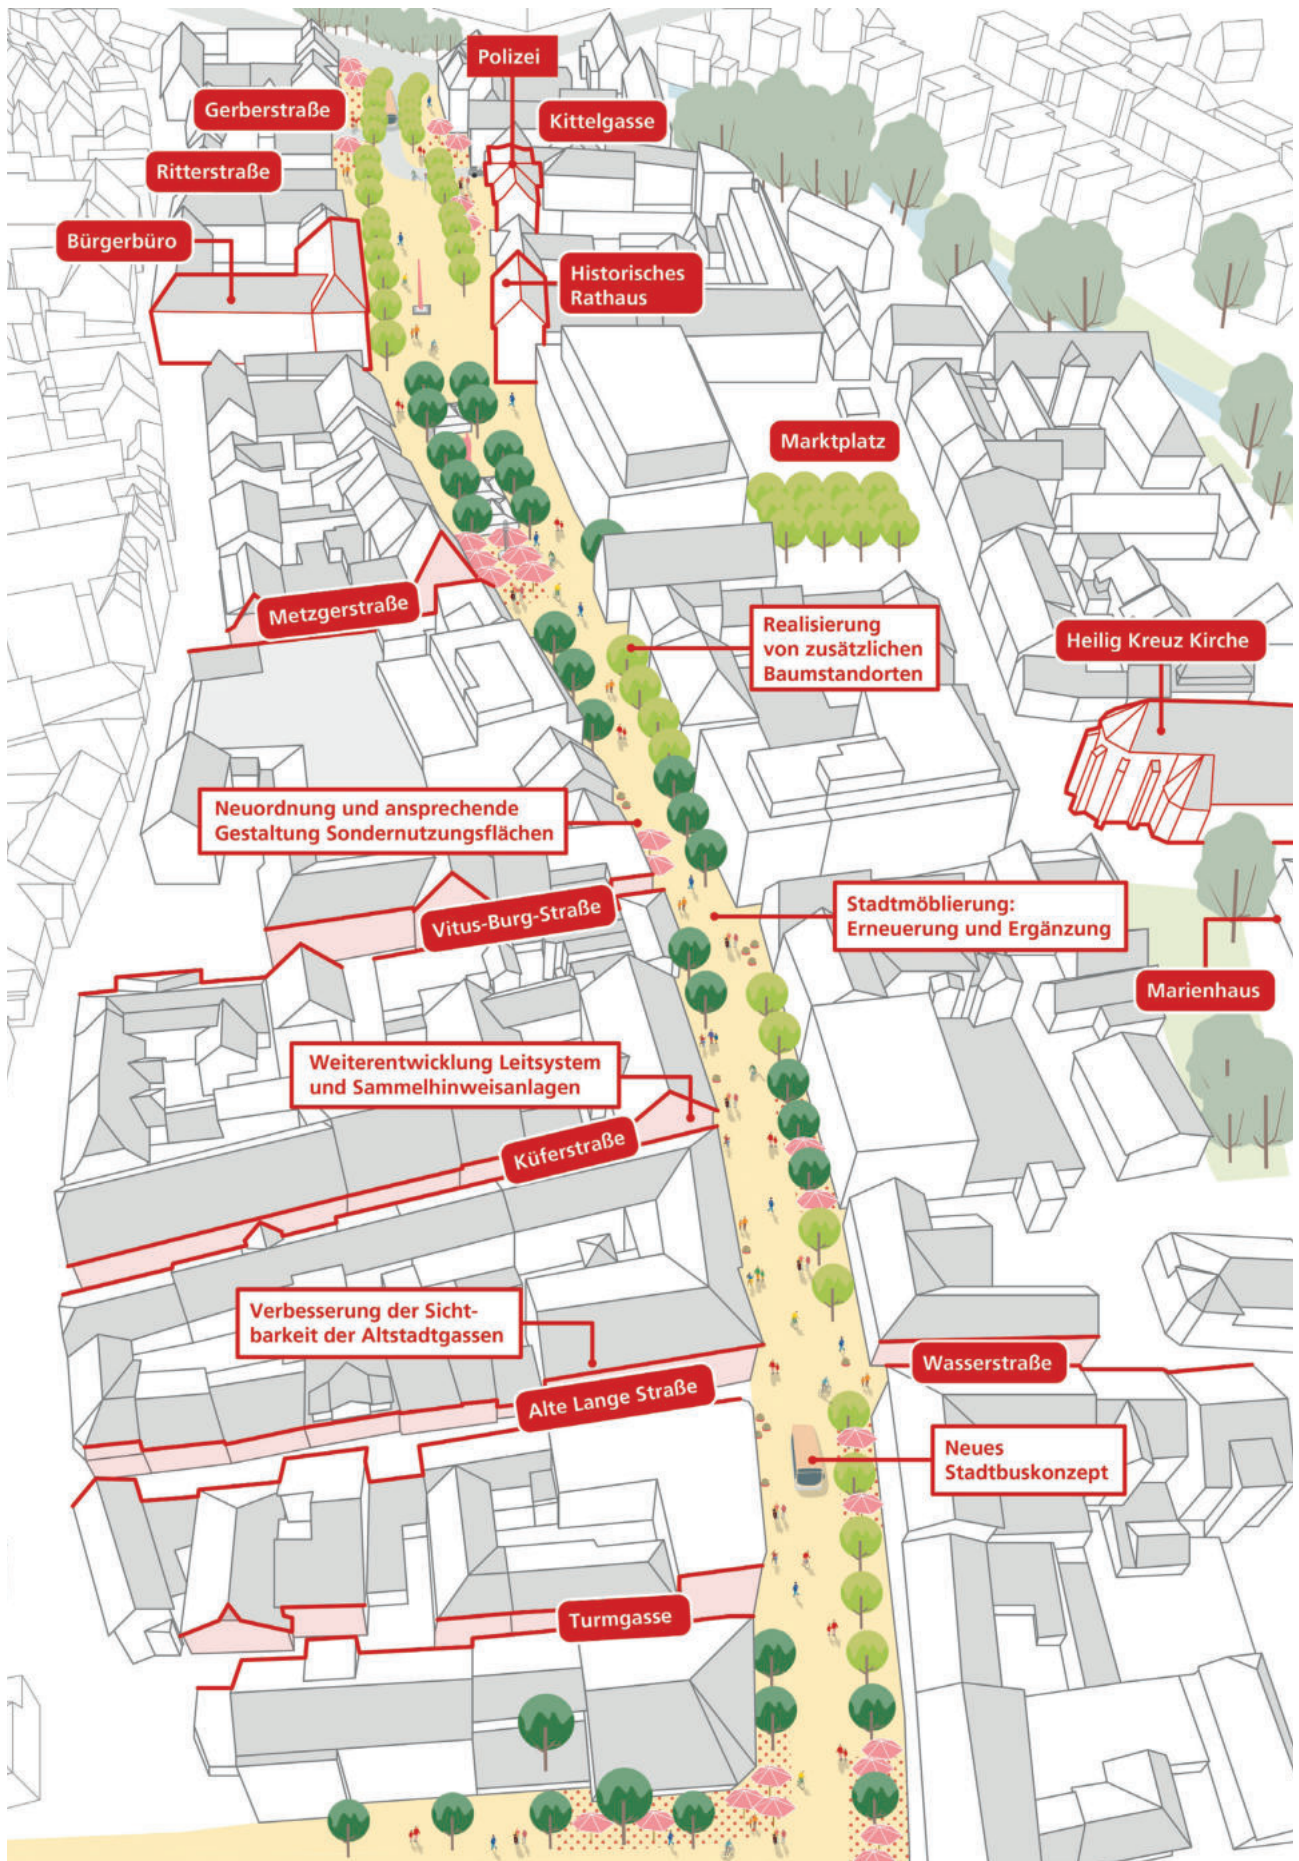 Polizei
Gerberstraße
Kittelgasse
Ritterstraße
Bürgerbüro
Historisches
Rathaus
Marktplatz
Metzgerstraße
Realisierung
von zusätzlichen
Baumstandorten
Heilig Kreuz Kirche
Neuordnung und ansprechende
Gestaltung Sondernutzungsflächen
Vitus-Burg-Straße
Stadtmöblierung:
Erneuerung und Ergänzung
Marienhaus
Weiterentwicklung Leitsystem
und Sammelhinweisanlagen
Küferstraße
Verbesserung der Sicht-
barkeit der Altstadtgassen
Wasserstraße
Alte Lange Straße
Neues
Stadtbuskonzept
Turmgasse